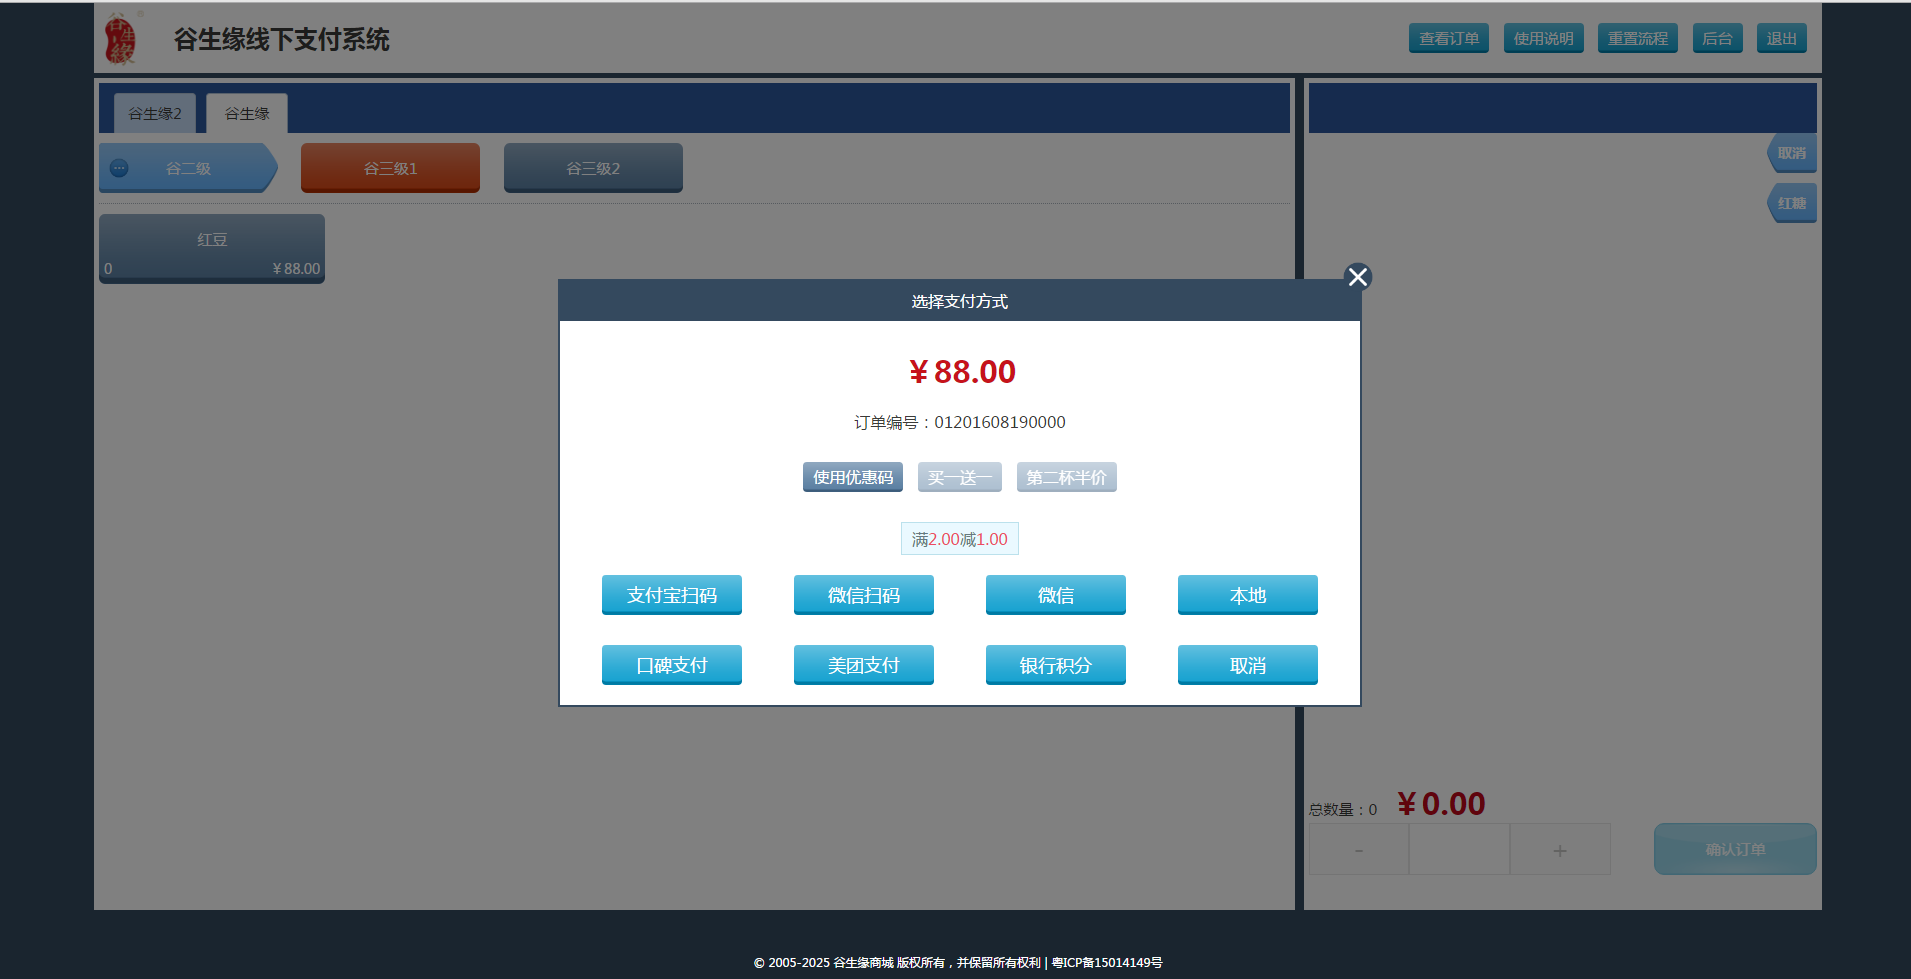 谷生缘
谷生缘线下支付系统
查看订单 使用说明 重置流程 后台 退出
谷生缘2 谷生缘
谷二级 谷三级1 谷三级2
取消
红糖
红豆
0 ¥88.00
选择支付方式
¥88.00
订单编号：01201608190000
使用优惠码 买一送一 第二杯半价
满2.00减1.00
支付宝扫码 微信扫码 微信 本地
口碑支付 美团支付 银行积分 取消
总数量：0 ¥0.00
- + 确认订单
© 2005-2025 谷生缘商城 版权所有，并保留所有权利 | 粤ICP备15014149号